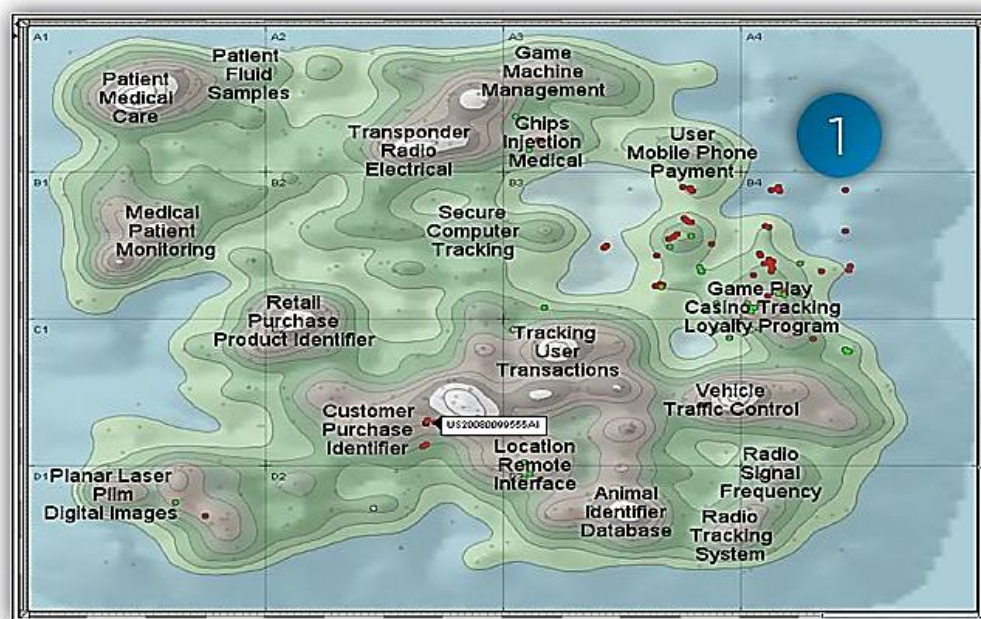 A1
A2
A3
A4
Patient
Medical
Care
Patient
Fluid
Samples
Game
Machine
Management
Transponder
Radio
Electrical
Chips
Injection
Medical
User
Mobile Phone
Payment
1
B1
B2
B3
B4
Medical
Patient
Monitoring
Secure
Computer
Tracking
Game Play
Casino Tracking
Loyalty Program
Retail
Purchase
Product Identifier
C1
Tracking
User
Transactions
Vehicle
Traffic Control
Customer
Purchase
Identifier
US20080099555A1
Location
Remote
Interface
Radio
Signal
Frequency
D1
D2
Planar Laser
Film
Digital Images
Animal
Identifier
Database
Radio
Tracking
System